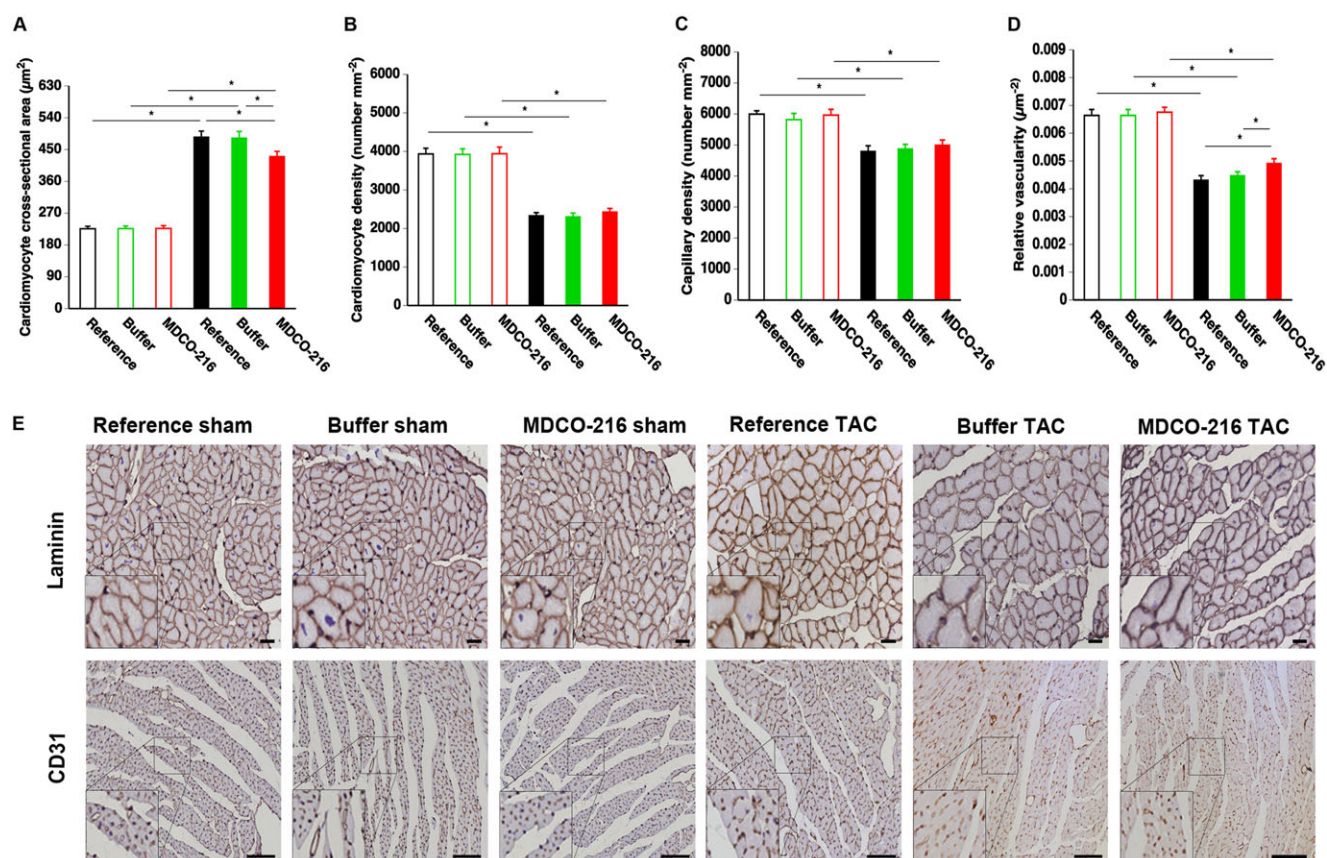 A
Cardiomyocyte cross-sectional area (µm²)
630
540
450
360
270
180
90
0
* * * * *
Reference
Buffer
MDCO-216
Reference
Buffer
MDCO-216
B
Cardiomyocyte density (number mm⁻²)
6000
5000
4000
3000
2000
1000
0
* * *
Reference
Buffer
MDCO-216
Reference
Buffer
MDCO-216
C
Capillary density (number mm⁻²)
8000
7000
6000
5000
4000
3000
2000
1000
0
* * *
Reference
Buffer
MDCO-216
Reference
Buffer
MDCO-216
D
Relative vascularity (µm⁻²)
0.009
0.008
0.007
0.006
0.005
0.004
0.003
0.002
0.001
0
* * * * *
Reference
Buffer
MDCO-216
Reference
Buffer
MDCO-216
E
Reference sham
Buffer sham
MDCO-216 sham
Reference TAC
Buffer TAC
MDCO-216 TAC
Laminin
CD31